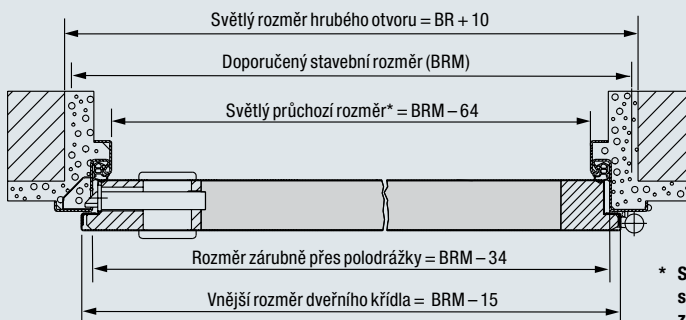 Světlý rozměr hrubého otvoru = BR + 10
Doporučený stavební rozměr (BRM)
Světlý průchozí rozměr* = BRM – 64
Rozměr zárubně přes polodrážky = BRM – 34
Vnější rozměr dveřního křídla = BRM – 15
* S
s
z